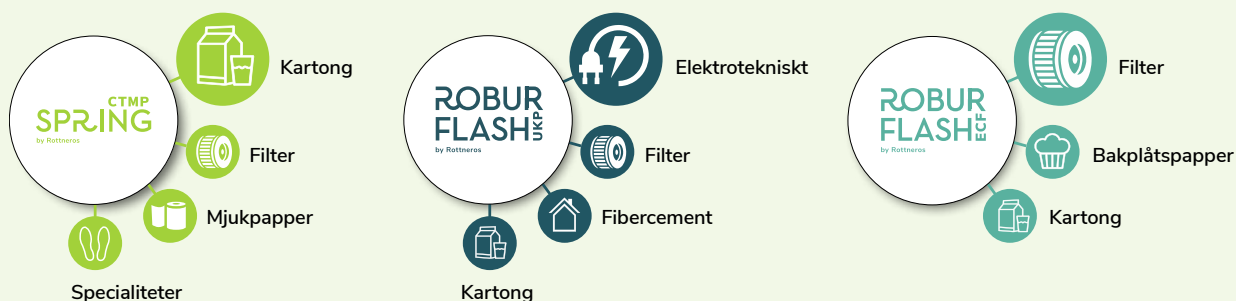 CTMP
SPRING
by Rottneros
Kartong
Filter
Mjukpapper
Specialiteter
ROBUR
FLASH UKP
by Rottneros
Elektrotekniskt
Filter
Fibercement
Kartong
ROBUR
FLASH ECF
by Rottneros
Filter
Bakplåtspapper
Kartong